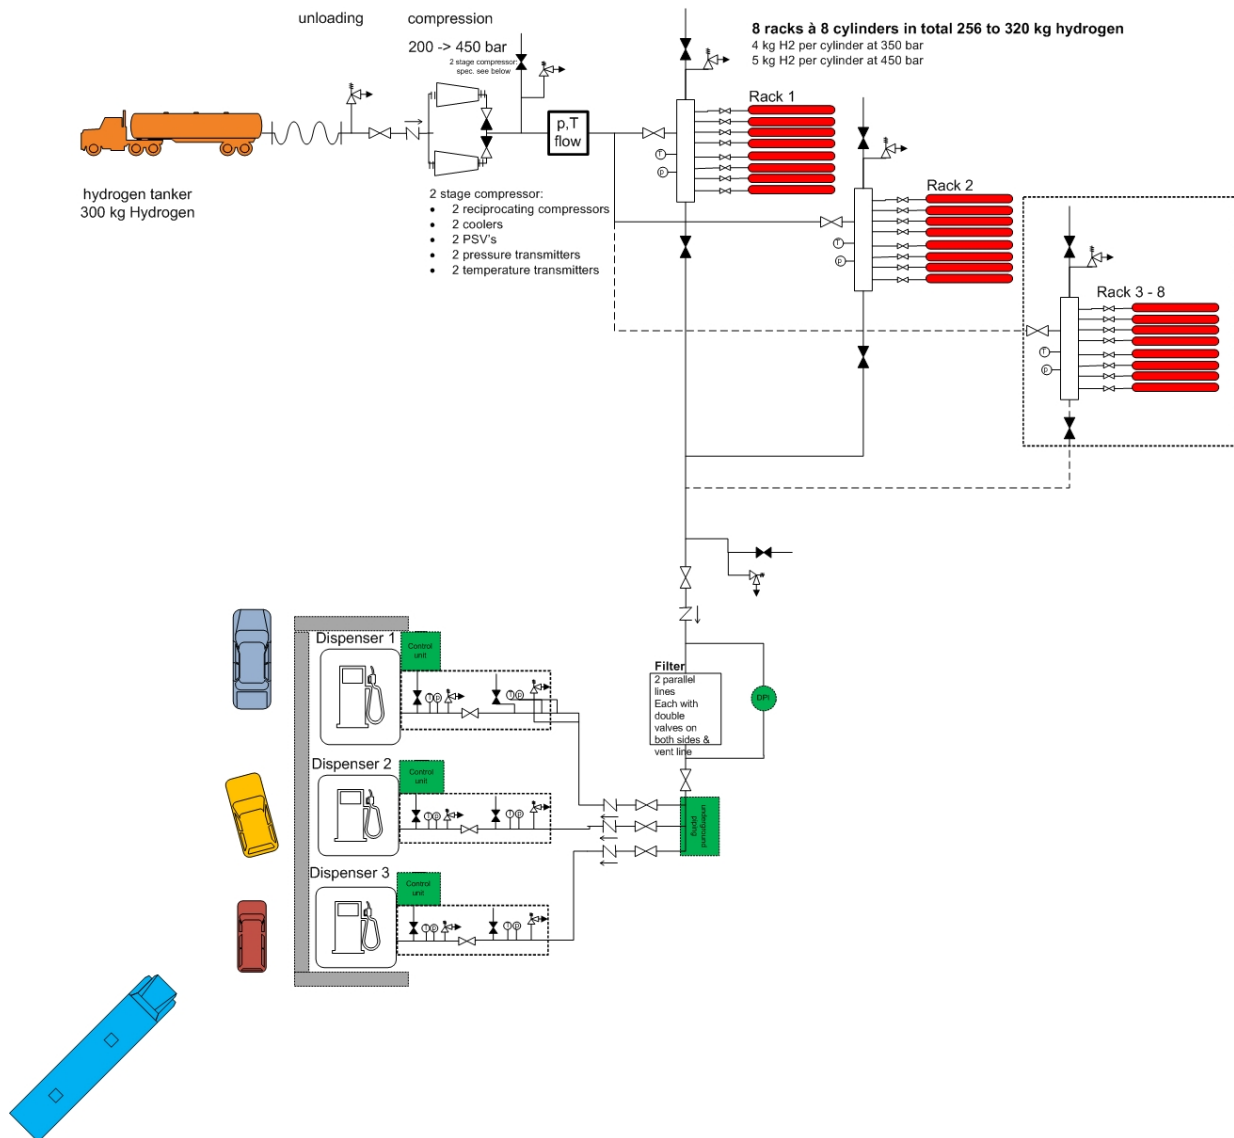 unloading
compression
200 -> 450 bar
2 stage compressor:
spec. see below
8 racks à 8 cylinders in total 256 to 320 kg hydrogen
4 kg H2 per cylinder at 350 bar
5 kg H2 per cylinder at 450 bar
Rack 1
p,T
flow
T
p
hydrogen tanker
300 kg Hydrogen
2 stage compressor:
• 2 reciprocating compressors
• 2 coolers
• 2 PSV's
• 2 pressure transmitters
• 2 temperature transmitters
Rack 2
T
p
Rack 3 - 8
T
p
Dispenser 1
Control
unit
T p
T p
Filter
2 parallel
lines
Each with
double
valves on
both sides &
vent line
DPI
Dispenser 2
Control
unit
T p
T p
underground
piping
Dispenser 3
Control
unit
T p
T p